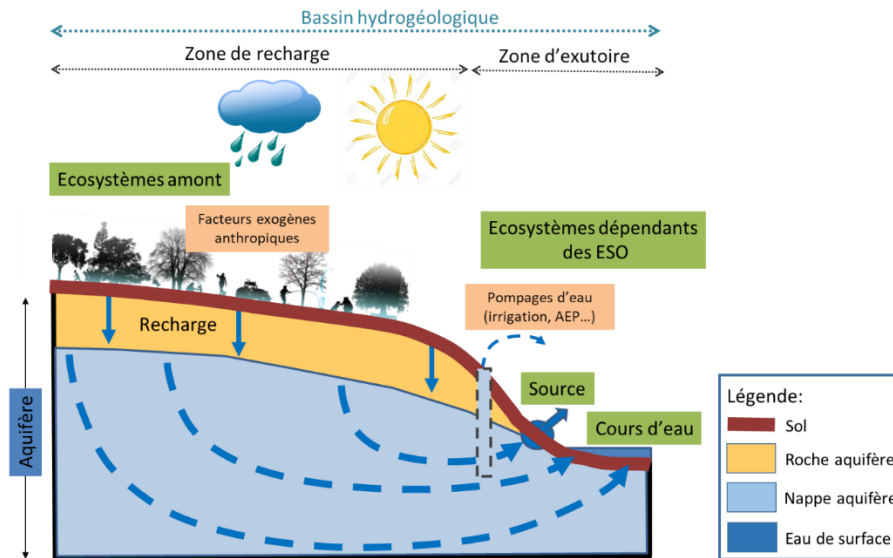 Bassin hydrogéologique
Zone de recharge
Zone d'exutoire
Ecosystèmes amont
Facteurs exogènes
anthropiques
Ecosystèmes dépendants
des ESO
Pompages d'eau
(irrigation, AEP...)
Recharge
Source
Cours d'eau
Aquifère
Légende:
Sol
Roche aquifère
Nappe aquifère
Eau de surface